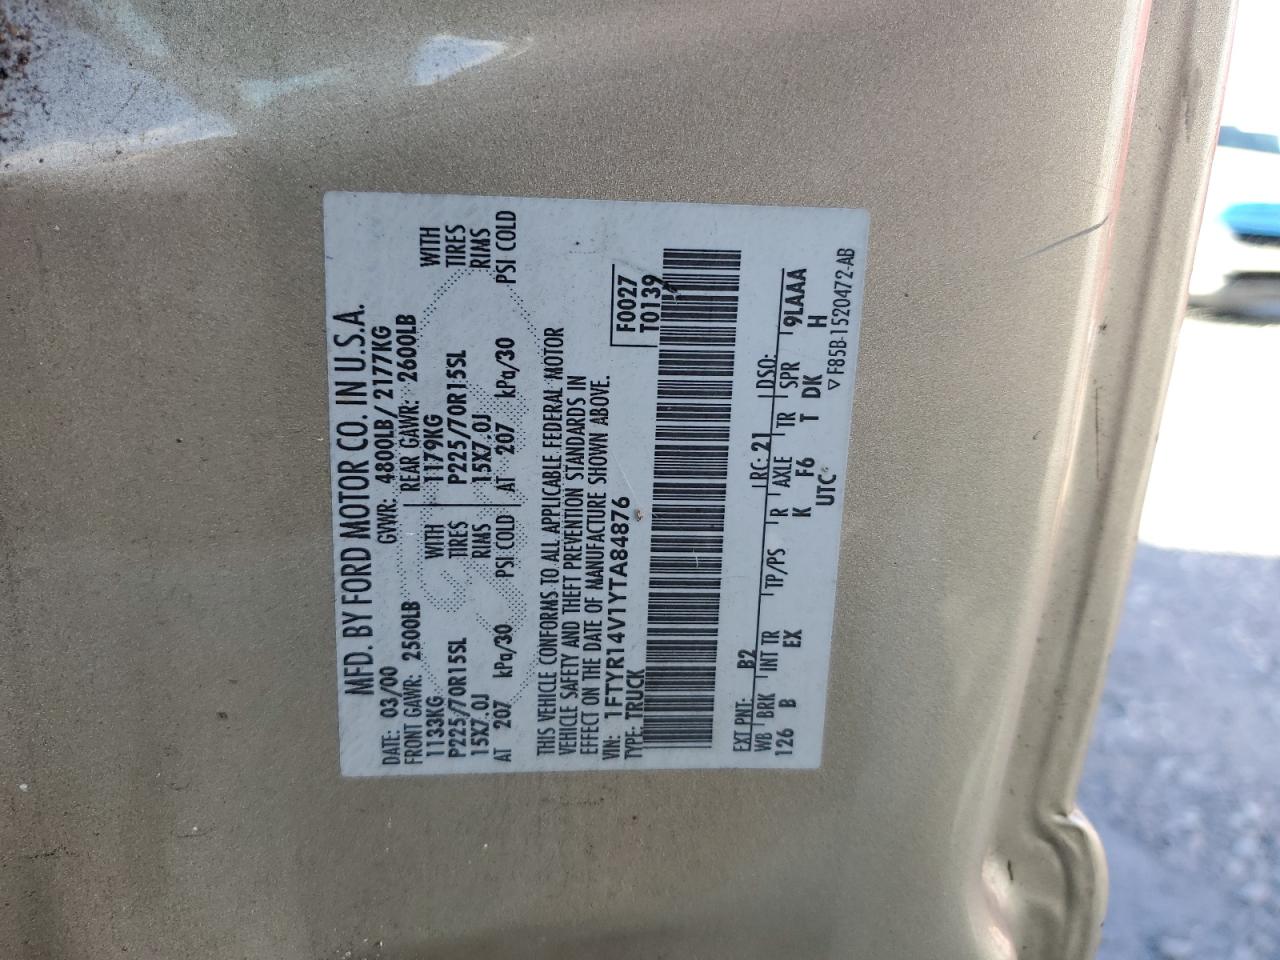 MFD. BY FORD MOTOR CO. IN U.S.A.
DATE: 03/00 GVWR: 4800LB/ 2177KG
FRONT GAWR: 2500LB REAR GAWR: 2600LB
1133KG WITH 1179KG WITH
P225/70R15SL TIRES P225/70R15SL TIRES
15X7.0J RIMS 15X7.0J RIMS
AT 207 kPa/30 PSI COLD AT 207 kPa/30 PSI COLD
THIS VEHICLE CONFORMS TO ALL APPLICABLE FEDERAL MOTOR
VEHICLE SAFETY AND THEFT PREVENTION STANDARDS IN
EFFECT ON THE DATE OF MANUFACTURE SHOWN ABOVE.
VIN: 1FTYR14V1YTA84876 F0027
TYPE: TRUCK T0139
EXT PNT: B2 RC: 21 DSO:
WB BRK INT TR TP/PS R AXLE TR SPR 9LAAA
126 B EX K F6 T DK H
UTC
▽F85B-1520472-AB